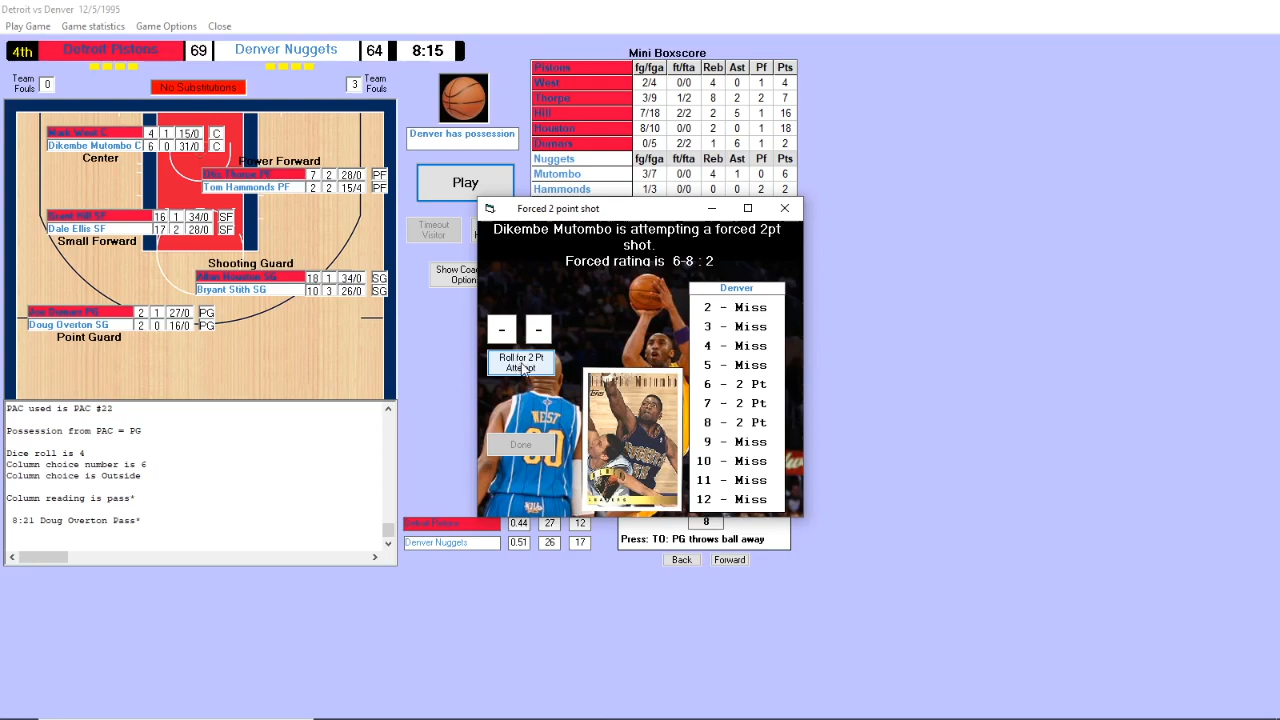 Detroit vs Denver 12/5/1995
Play Game Game statistics Game Options Close
4th Detroit Pistons 69 Denver Nuggets 64 8:15
Team Fouls 0
No Substitutions
3 Team Fouls
Mark West C 4 1 15/0 C
Dikembe Mutombo C 6 0 31/0 C
Center
Power Forward
Otis Thorpe PF 7 2 28/0 PF
Tom Hammonds PF 2 2 15/4 PF
Grant Hill SF 16 1 34/0 SF
Dale Ellis SF 17 2 28/0 SF
Small Forward
Shooting Guard
Allan Houston SG 18 1 34/0 SG
Bryant Stith SG 10 3 26/0 SG
Joe Dumars PG 2 1 27/0 PG
Doug Overton SG 2 0 16/0 PG
Point Guard
PAC used is PAC #22
Possession from PAC = PG
Dice roll is 4
Column choice number is 6
Column choice is Outside
Column reading is pass*
8:21 Doug Overton Pass*
Denver has possession
Play
Timeout
Visitor
Show Coa
Option
Mini Boxscore
Pistons fg/fga ft/fta Reb Ast Pf Pts
West 2/4 0/0 4 0 1 4
Thorpe 3/9 1/2 8 2 2 7
Hill 7/18 2/2 2 5 1 16
Houston 8/10 0/0 2 0 1 18
Dumars 0/5 2/2 1 6 1 2
Nuggets fg/fga ft/fta Reb Ast Pf Pts
Mutombo 3/7 0/0 4 1 0 6
Hammonds 1/3 0/0 0 0 2 2
Forced 2 point shot
Dikembe Mutombo is attempting a forced 2pt
shot.
Forced rating is 6-8 : 2
- -
Roll for 2 Pt
Attempt
Done
WEST
Topps
LEADERS
Denver
2 - Miss
3 - Miss
4 - Miss
5 - Miss
6 - 2 Pt
7 - 2 Pt
8 - 2 Pt
9 - Miss
10 - Miss
11 - Miss
12 - Miss
Detroit Pistons 0.44 27 12
Denver Nuggets 0.51 26 17
8
Press: TO: PG throws ball away
Back Forward